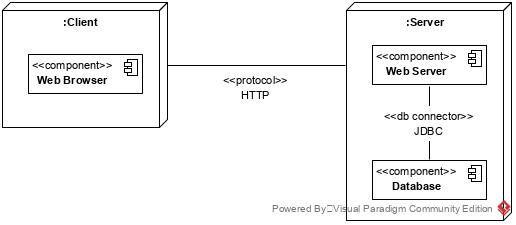 :Client
<<component>>
Web Browser
<<protocol>>
HTTP
:Server
<<component>>
Web Server
<<db connector>>
JDBC
<<component>>
Database
Powered By Visual Paradigm Community Edition